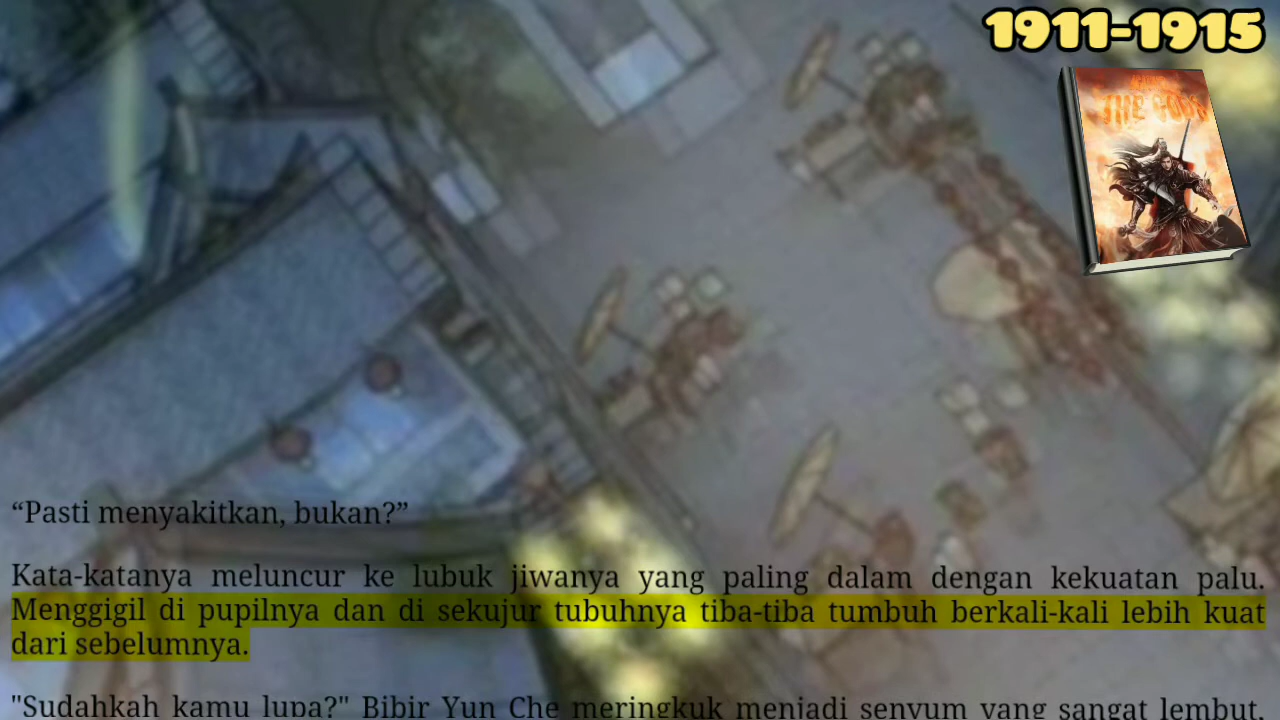 1911-1915
THE GODS
“Pasti menyakitkan, bukan?”
Kata-katanya meluncur ke lubuk jiwanya yang paling dalam dengan kekuatan palu.
Menggigil di pupilnya dan di sekujur tubuhnya tiba-tiba tumbuh berkali-kali lebih kuat
dari sebelumnya.
"Sudahkah kamu lupa?" Bibir Yun Che meringkuk menjadi senyum yang sangat lembut,